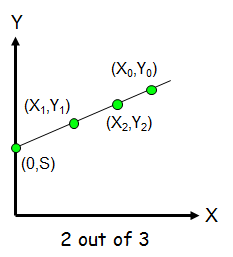 Y
(X0,Y0)
(X1,Y1)
(X2,Y2)
(0,S)
X
2 out of 3